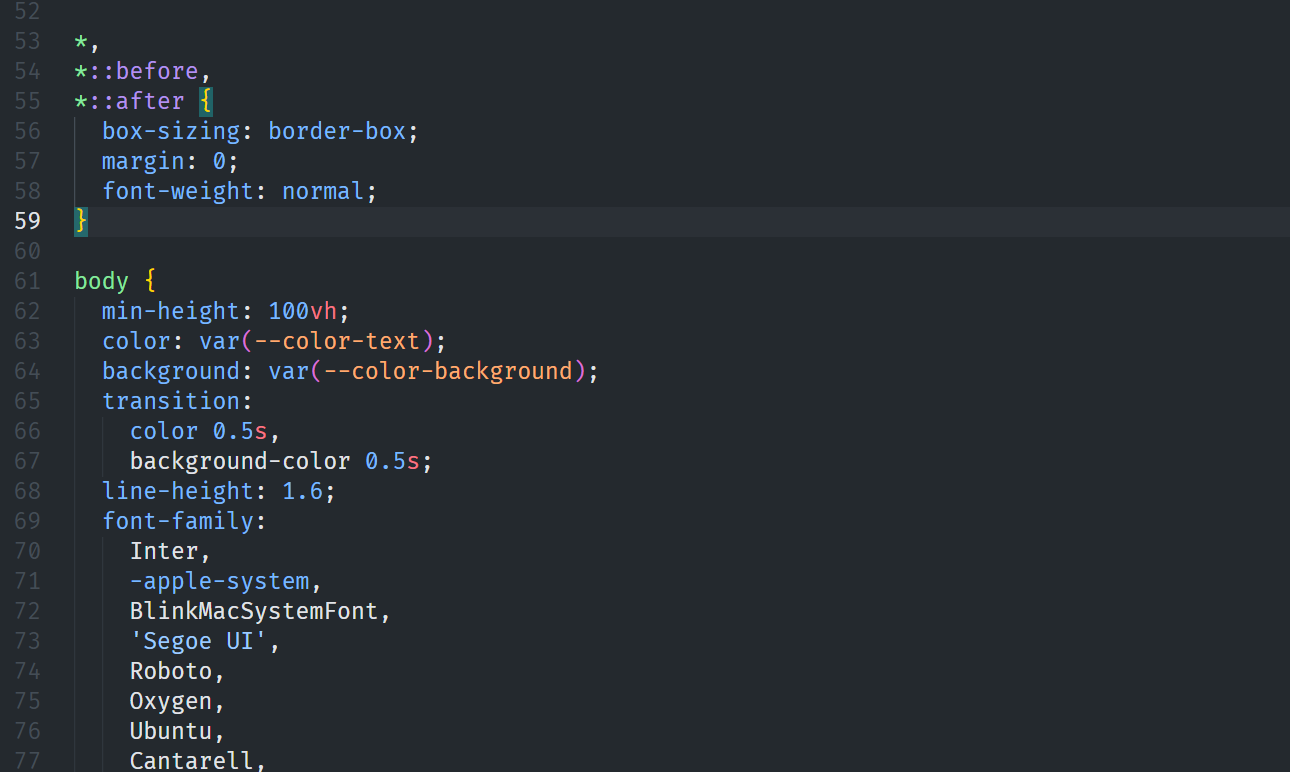 52
53 *,
54 *::before,
55 *::after {
56 box-sizing: border-box;
57 margin: 0;
58 font-weight: normal;
59 }
60
61 body {
62 min-height: 100vh;
63 color: var(--color-text);
64 background: var(--color-background);
65 transition:
66 color 0.5s,
67 background-color 0.5s;
68 line-height: 1.6;
69 font-family:
70 Inter,
71 -apple-system,
72 BlinkMacSystemFont,
73 'Segoe UI',
74 Roboto,
75 Oxygen,
76 Ubuntu,
77 Cantarell,